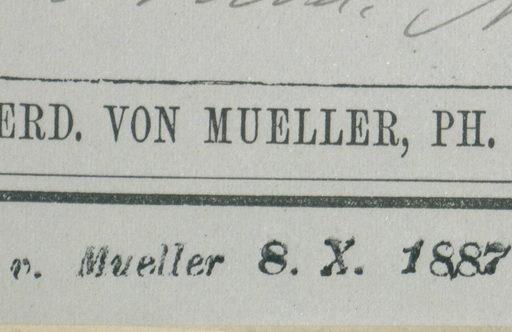 ERD. VON MUELLER, PH.
v. Mueller 8. X. 1887